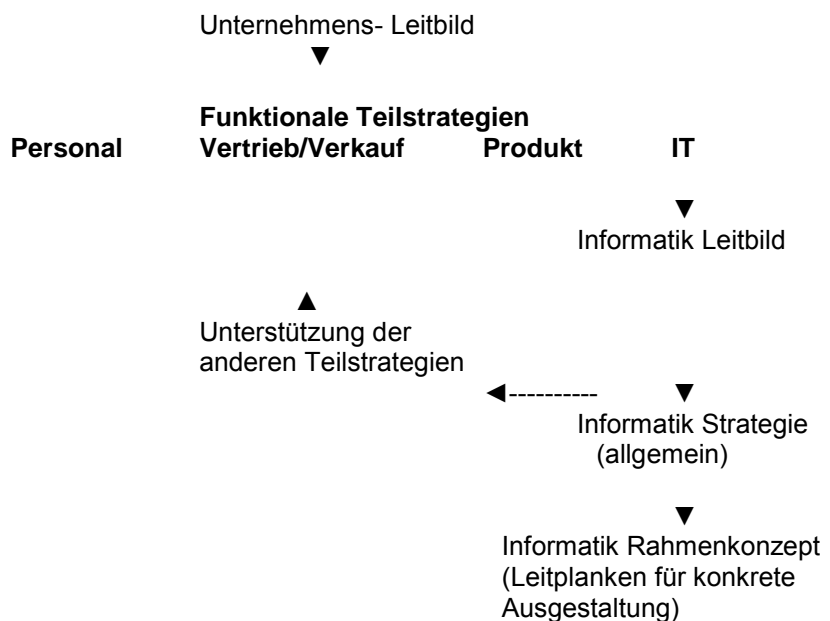 Unternehmens- Leitbild
▼
Funktionale Teilstrategien
Personal Vertrieb/Verkauf Produkt IT
▼
Informatik Leitbild
▲
Unterstützung der
anderen Teilstrategien
◄---------- ▼
Informatik Strategie
(allgemein)
▼
Informatik Rahmenkonzept
(Leitplanken für konkrete
Ausgestaltung)